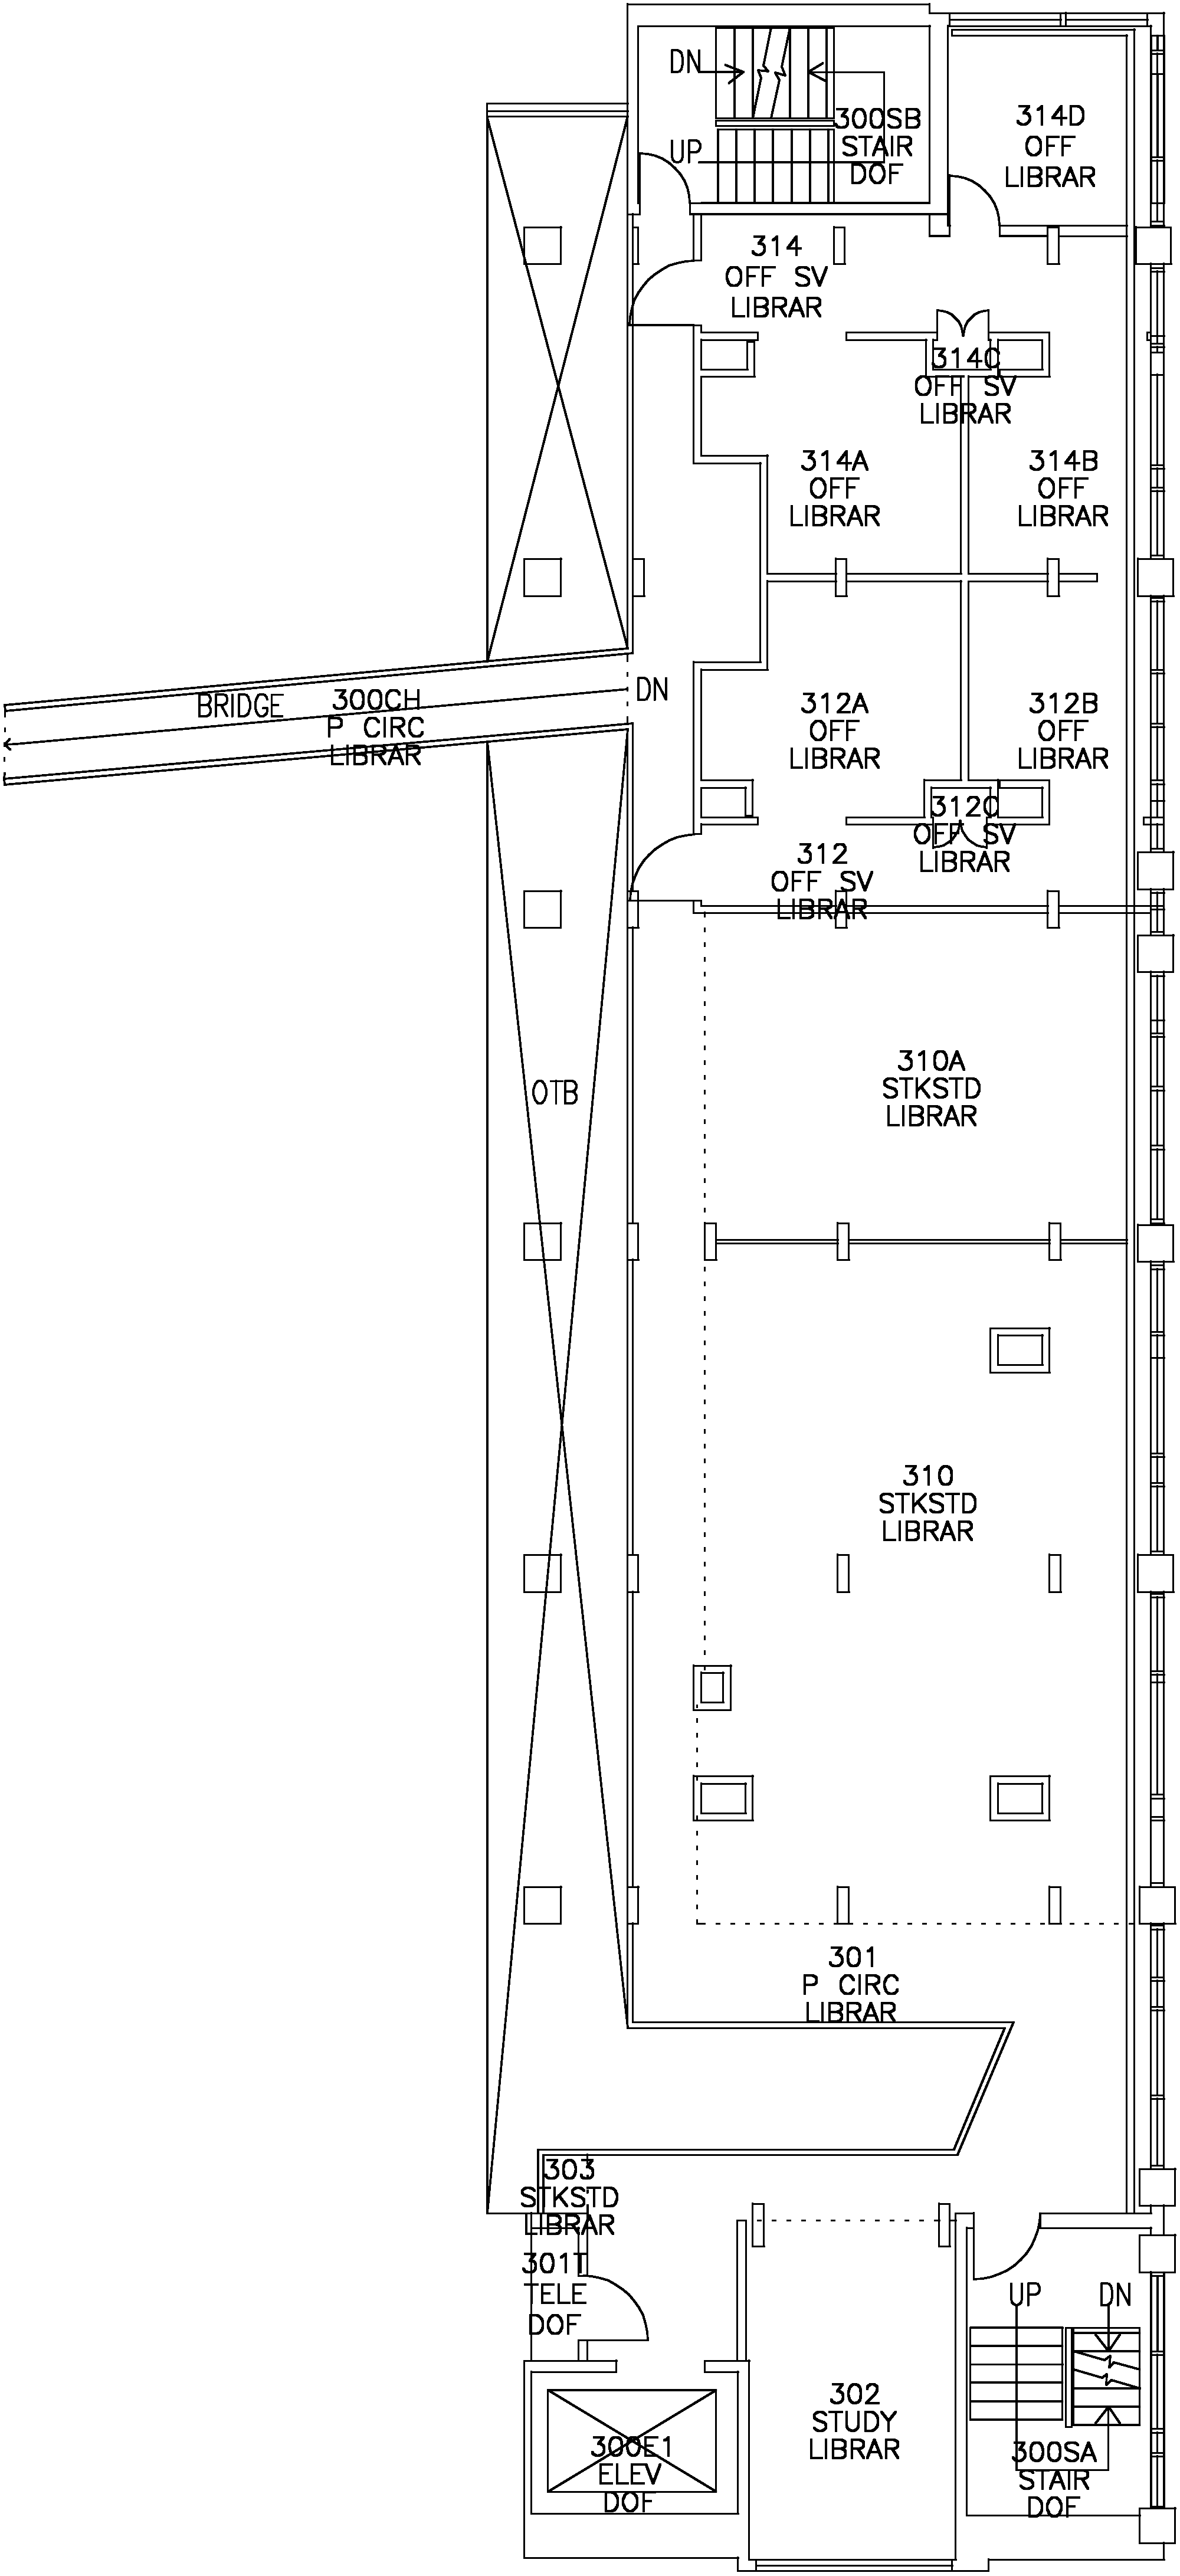 DN
UP
300SB
STAIR
DOF
314D
OFF
LIBRAR
314
OFF SV
LIBRAR
314C
OFF SV
LIBRAR
314A
OFF
LIBRAR
314B
OFF
LIBRAR
DN
BRIDGE
300CH
P CIRC
LIBRAR
312A
OFF
LIBRAR
312B
OFF
LIBRAR
312C
OFF SV
LIBRAR
312
OFF SV
LIBRAR
310A
STKSTD
LIBRAR
OTB
310
STKSTD
LIBRAR
301
P CIRC
LIBRAR
303
STKSTD
LIBRAR
301T
TELE
DOF
UP
DN
302
STUDY
LIBRAR
300E1
ELEV
DOF
300SA
STAIR
DOF